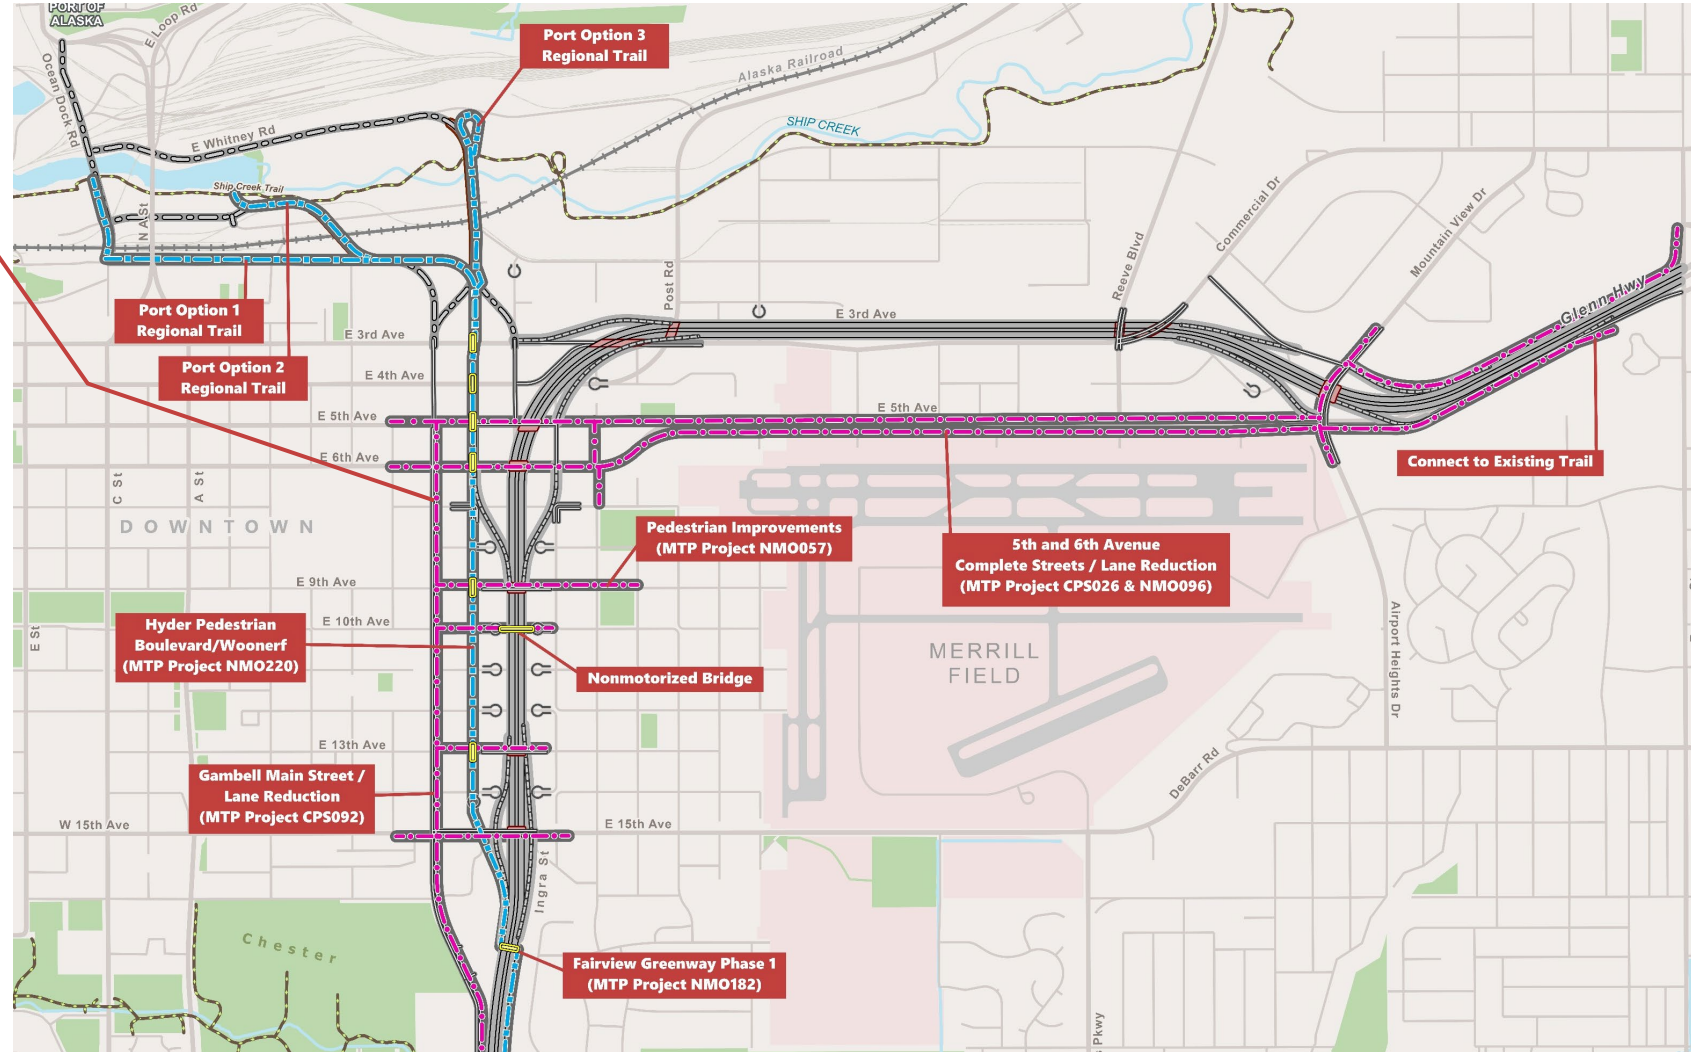 PORT OF
ALASKA
E Loop Rd
Ocean Dock Rd
Port Option 3
Regional Trail
Alaska Railroad
SHIP CREEK
E Whitney Rd
Ship Creek Trail
N A St
Commercial Dr
Mountain View Dr
Reeve Blvd
Post Rd
Glenn Hwy
Port Option 1
Regional Trail
E 3rd Ave
E 3rd Ave
Port Option 2
Regional Trail
E 4th Ave
E 5th Ave
E 5th Ave
E 6th Ave
Connect to Existing Trail
C St
A St
DOWNTOWN
Pedestrian Improvements
(MTP Project NMO057)
5th and 6th Avenue
Complete Streets / Lane Reduction
(MTP Project CPS026 & NMO096)
E 9th Ave
E St
Hyder Pedestrian
Boulevard/Woonerf
(MTP Project NMO220)
E 10th Ave
Nonmotorized Bridge
MERRILL
FIELD
Airport Heights Dr
E 13th Ave
DeBarr Rd
Gambell Main Street /
Lane Reduction
(MTP Project CPS092)
W 15th Ave
E 15th Ave
Ingra St
Chester
Fairview Greenway Phase 1
(MTP Project NMO182)
Pkwy